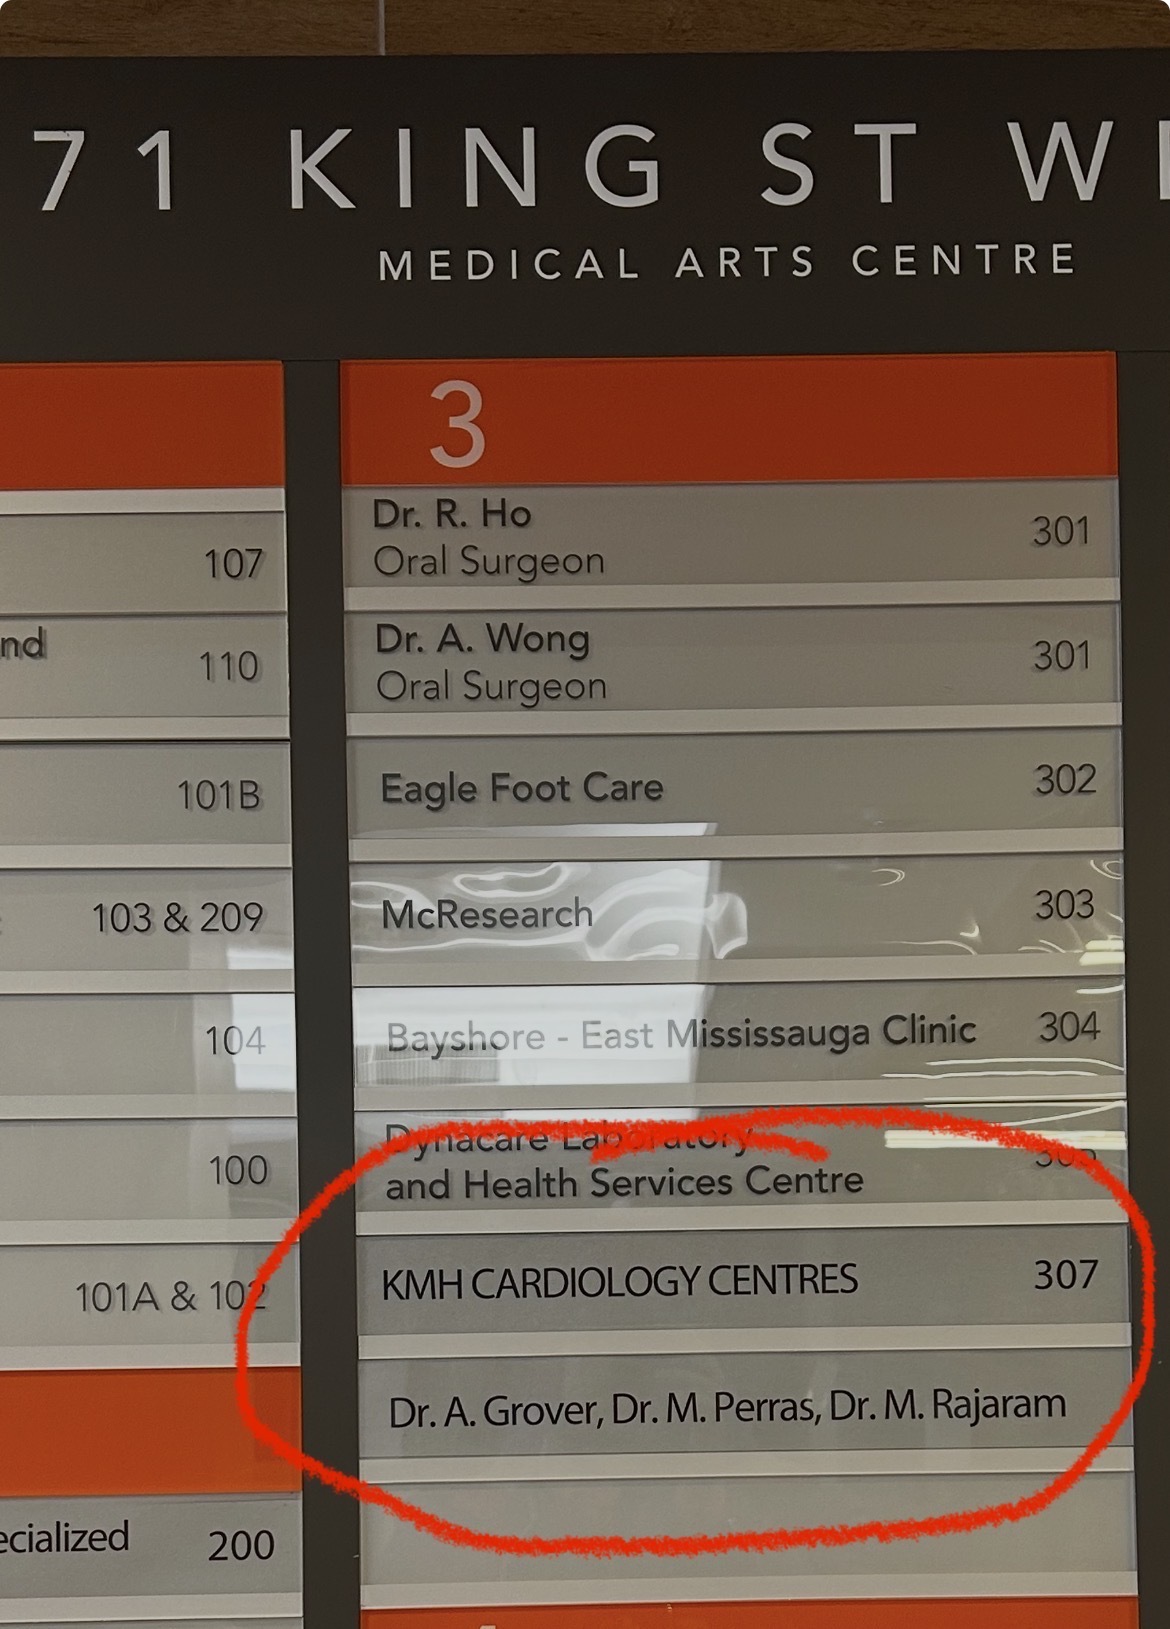 71 KING ST W
MEDICAL ARTS CENTRE
107
110
101B
103 & 209
104
100
101A & 102
ecialized 200
3
Dr. R. Ho
Oral Surgeon 301
Dr. A. Wong
Oral Surgeon 301
Eagle Foot Care 302
McResearch 303
Bayshore - East Mississauga Clinic 304
Dynacare Laboratory
and Health Services Centre
KMH CARDIOLOGY CENTRES 307
Dr. A. Grover, Dr. M. Perras, Dr. M. Rajaram